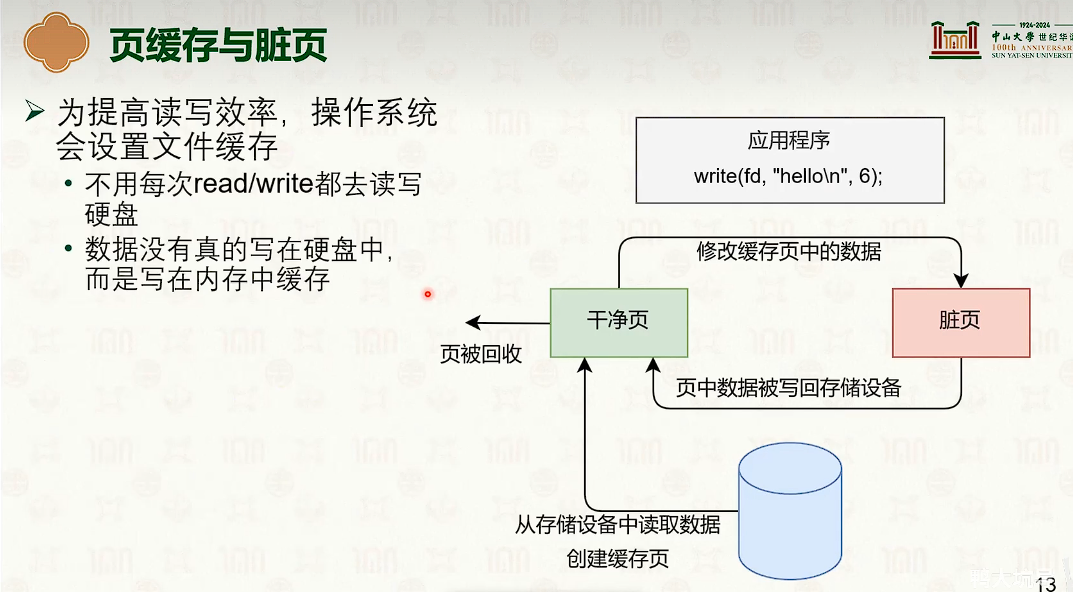 页缓存与脏页
1924-2024
中山大學 世纪华
100th ANNIVERSAR
SUN YAT-SEN UNIVERSIT
➢ 为提高读写效率，操作系统
会设置文件缓存
• 不用每次read/write都去读写
硬盘
• 数据没有真的写在硬盘中，
而是写在内存中缓存
应用程序
write(fd, "hello\n", 6);
修改缓存页中的数据
干净页
脏页
页被回收
页中数据被写回存储设备
从存储设备中读取数据
创建缓存页
13